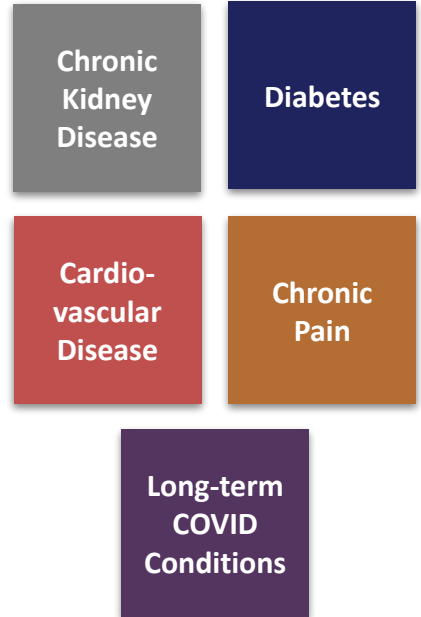 Chronic
Kidney
Disease
Diabetes
Cardio-
vascular
Disease
Chronic
Pain
Long-term
COVID
Conditions